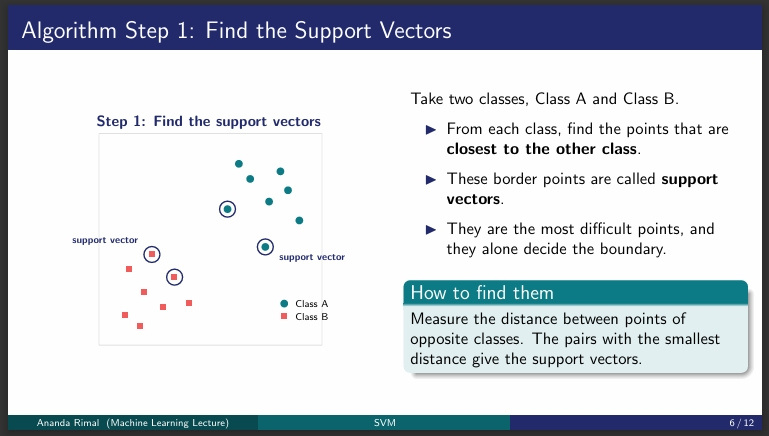 Algorithm Step 1: Find the Support Vectors
Step 1: Find the support vectors
support vector
support vector
Class A
Class B
Take two classes, Class A and Class B.
From each class, find the points that are
closest to the other class.
These border points are called support
vectors.
They are the most difficult points, and
they alone decide the boundary.
How to find them
Measure the distance between points of
opposite classes. The pairs with the smallest
distance give the support vectors.
Ananda Rimal (Machine Learning Lecture)
SVM
6 / 12